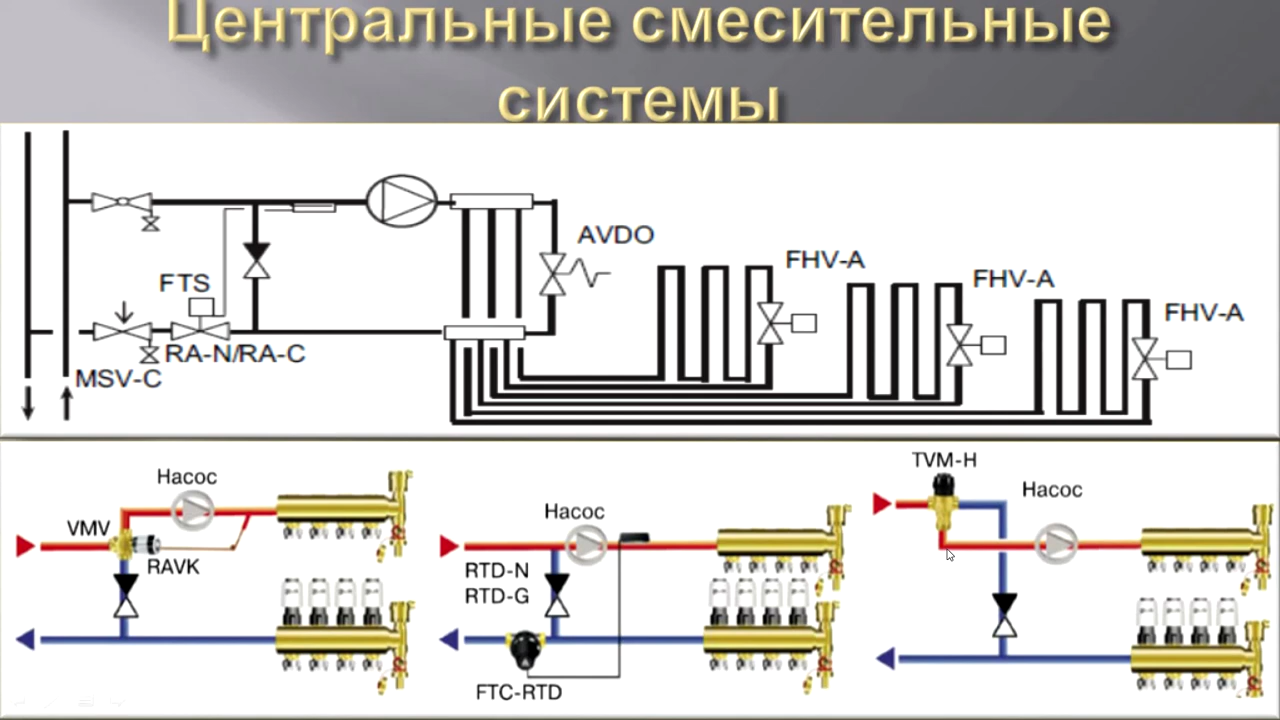 Центральные смесительные
системы
AVDO
FHV-A
FHV-A
FHV-A
FTS
RA-N/RA-C
MSV-C
Насос
VMV
RAVK
Насос
RTD-N
RTD-G
FTC-RTD
TVM-H
Насос